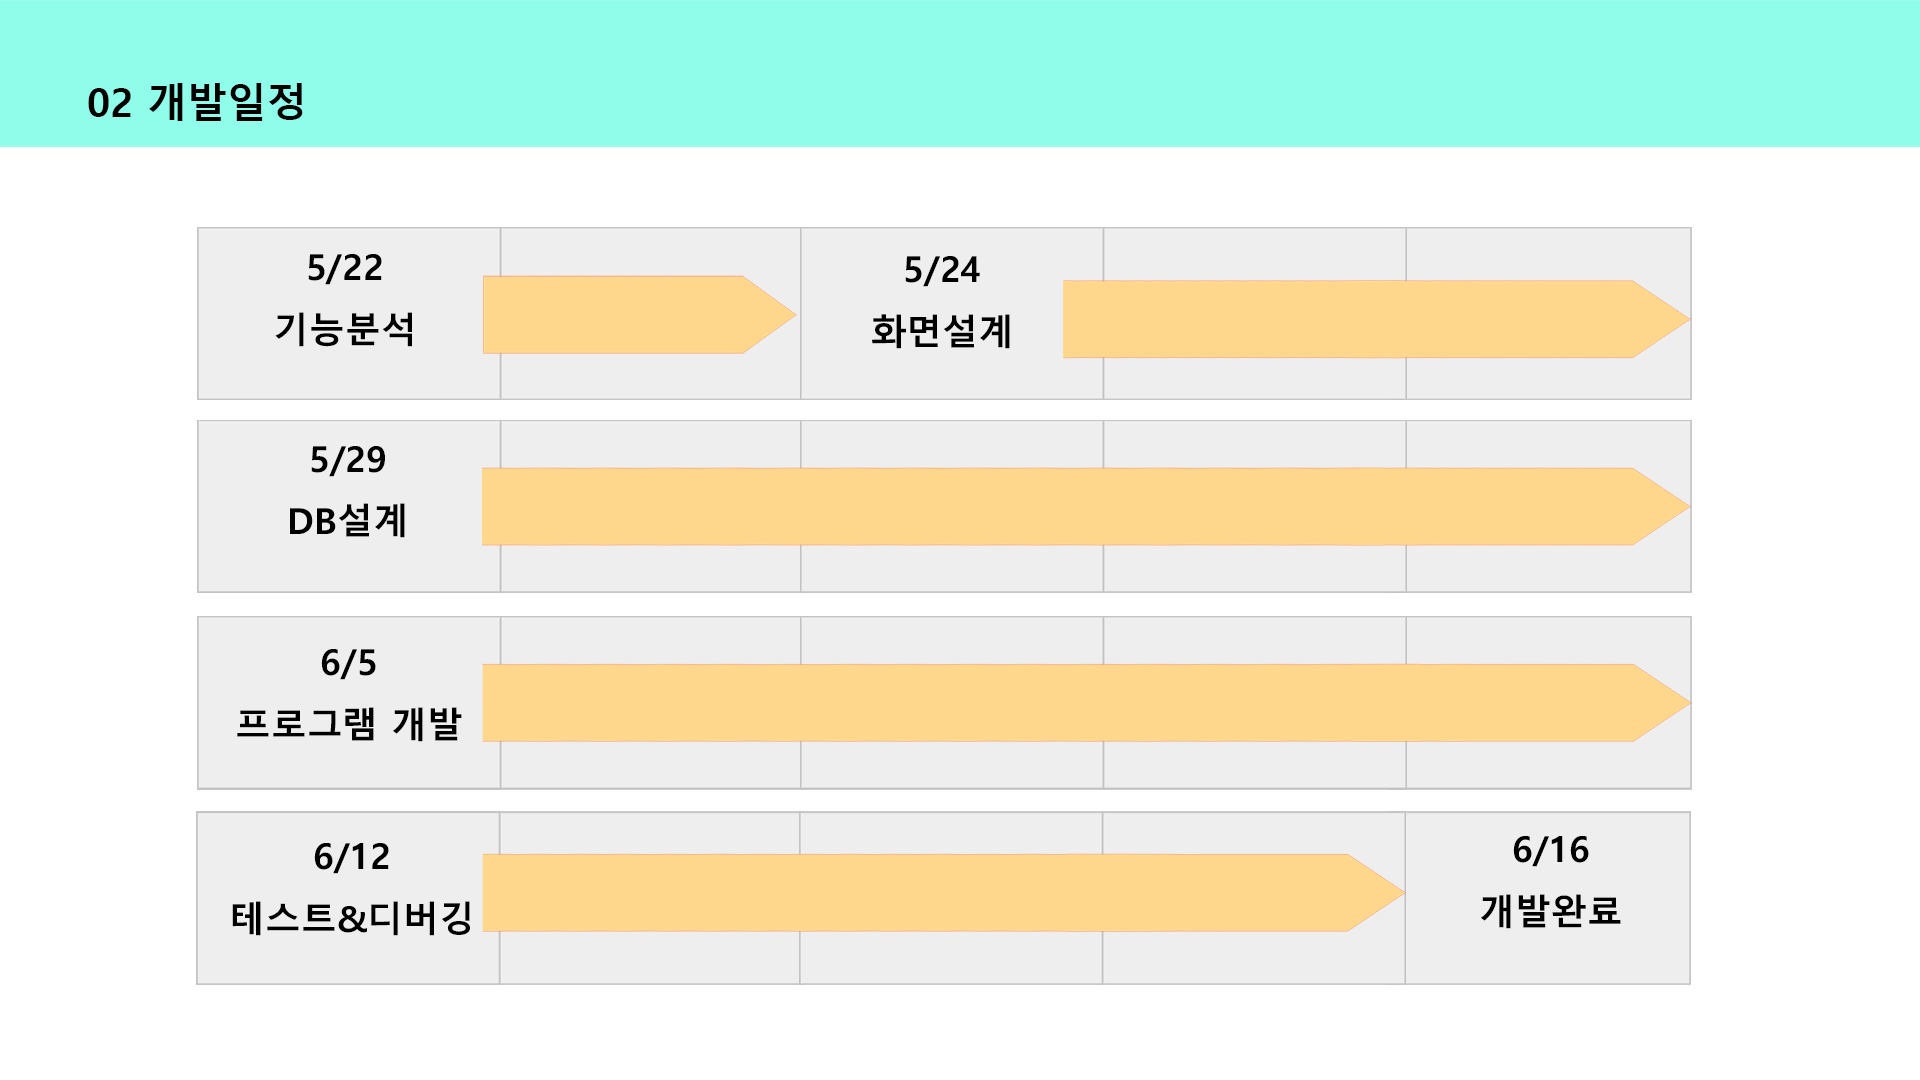 02 개발일정
5/22
기능분석
5/24
화면설계
5/29
DB설계
6/5
프로그램 개발
6/12
테스트&디버깅
6/16
개발완료